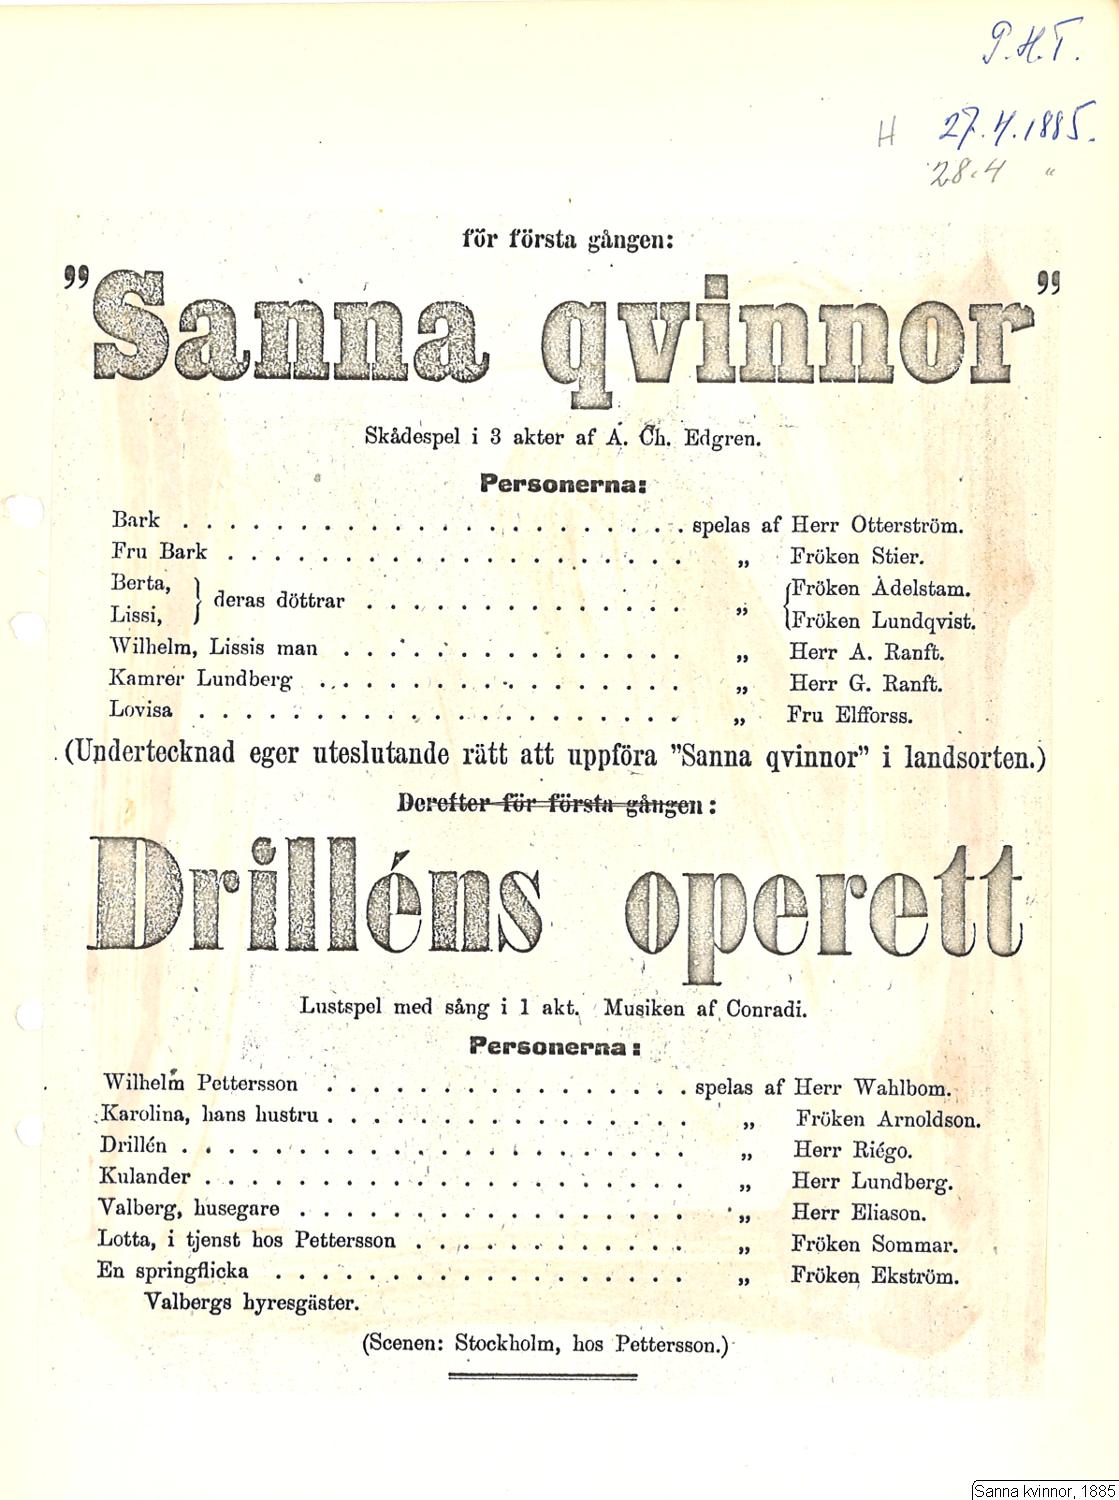 P.H.T.
H 27.4.1885.
28.4 "
för första gången:
"Sanna qvinnor"
Skådespel i 3 akter af A. Ch. Edgren.
Personerna:
Bark . . . . . . . . . . . . . . . . . . . . . . spelas af Herr Otterström.
Fru Bark . . . . . . . . . . . . . . . . . . . . „ Fröken Stier.
Berta, } deras döttrar . . . . . . . . . . . . . . „ {Fröken Adelstam.
Lissi, {Fröken Lundqvist.
Wilhelm, Lissis man . . . . . . . . . . . . . . . „ Herr A. Ranft.
Kamrer Lundberg . . . . . . . . . . . . . . . . „ Herr G. Ranft.
Lovisa . . . . . . . . . . . . . . . . . . . . . „ Fru Elfforss.
(Undertecknad eger uteslutande rätt att uppföra "Sanna qvinnor" i landsorten.)
Derefter för första gången:
Drilléns operett
Lustspel med sång i 1 akt. Musiken af Conradi.
Personerna:
Wilhelm Pettersson . . . . . . . . . . . . . . . . spelas af Herr Wahlbom.
Karolina, hans hustru . . . . . . . . . . . . . . . . „ Fröken Arnoldson.
Drillén . . . . . . . . . . . . . . . . . . . . . . „ Herr Riégo.
Kulander . . . . . . . . . . . . . . . . . . . . . „ Herr Lundberg.
Valberg, husegare . . . . . . . . . . . . . . . . . „ Herr Eliason.
Lotta, i tjenst hos Pettersson . . . . . . . . . . . . „ Fröken Sommar.
En springflicka . . . . . . . . . . . . . . . . . . „ Fröken Ekström.
Valbergs hyresgäster.
(Scenen: Stockholm, hos Pettersson.)
Sanna kvinnor, 1885